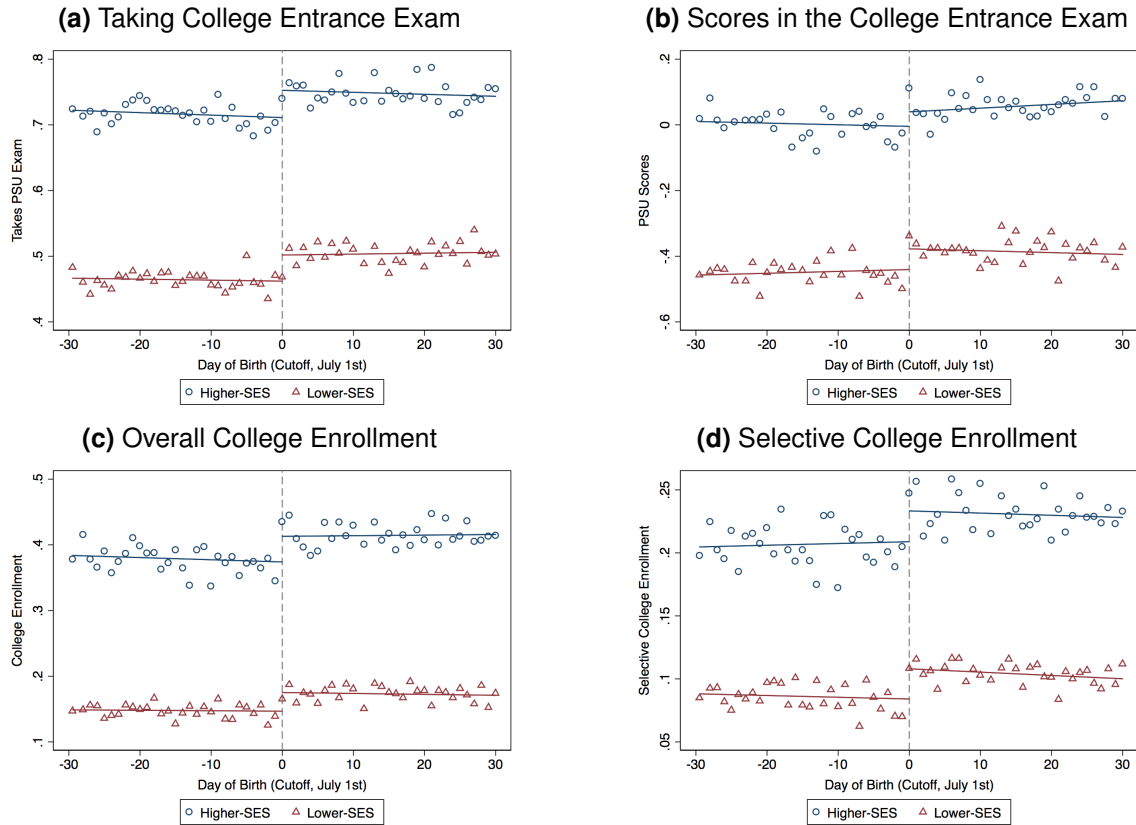 (a) Taking College Entrance Exam
.8
.7
.6
.5
.4
Takes PSU Exam
-30 -20 -10 0 10 20 30
Day of Birth (Cutoff, July 1st)
Higher-SES Lower-SES
(b) Scores in the College Entrance Exam
.2
0
-.2
-.4
-.6
PSU Scores
-30 -20 -10 0 10 20 30
Day of Birth (Cutoff, July 1st)
Higher-SES Lower-SES
(c) Overall College Enrollment
.5
.4
.3
.2
.1
College Enrollment
-30 -20 -10 0 10 20 30
Day of Birth (Cutoff, July 1st)
Higher-SES Lower-SES
(d) Selective College Enrollment
.25
.2
.15
.1
.05
Selective College Enrollment
-30 -20 -10 0 10 20 30
Day of Birth (Cutoff, July 1st)
Higher-SES Lower-SES